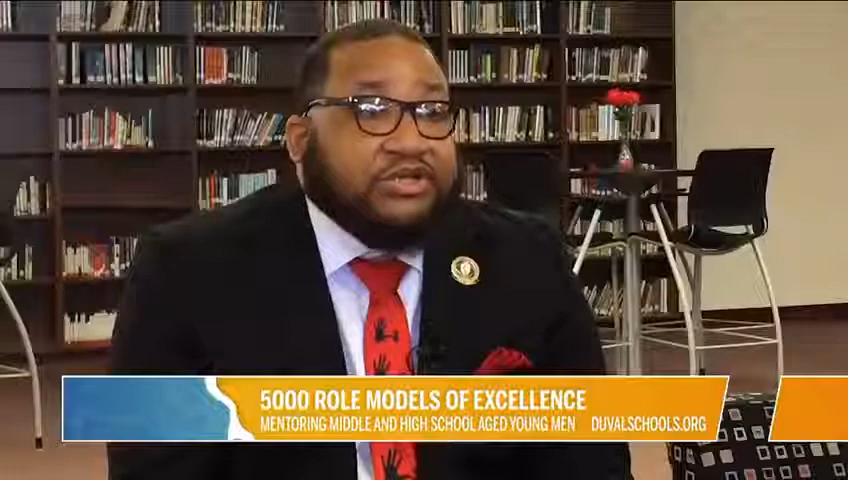 5000 ROLE MODELS OF EXCELLENCE
MENTORING MIDDLE AND HIGH SCHOOL AGED YOUNG MEN DUVALSCHOOLS.ORG